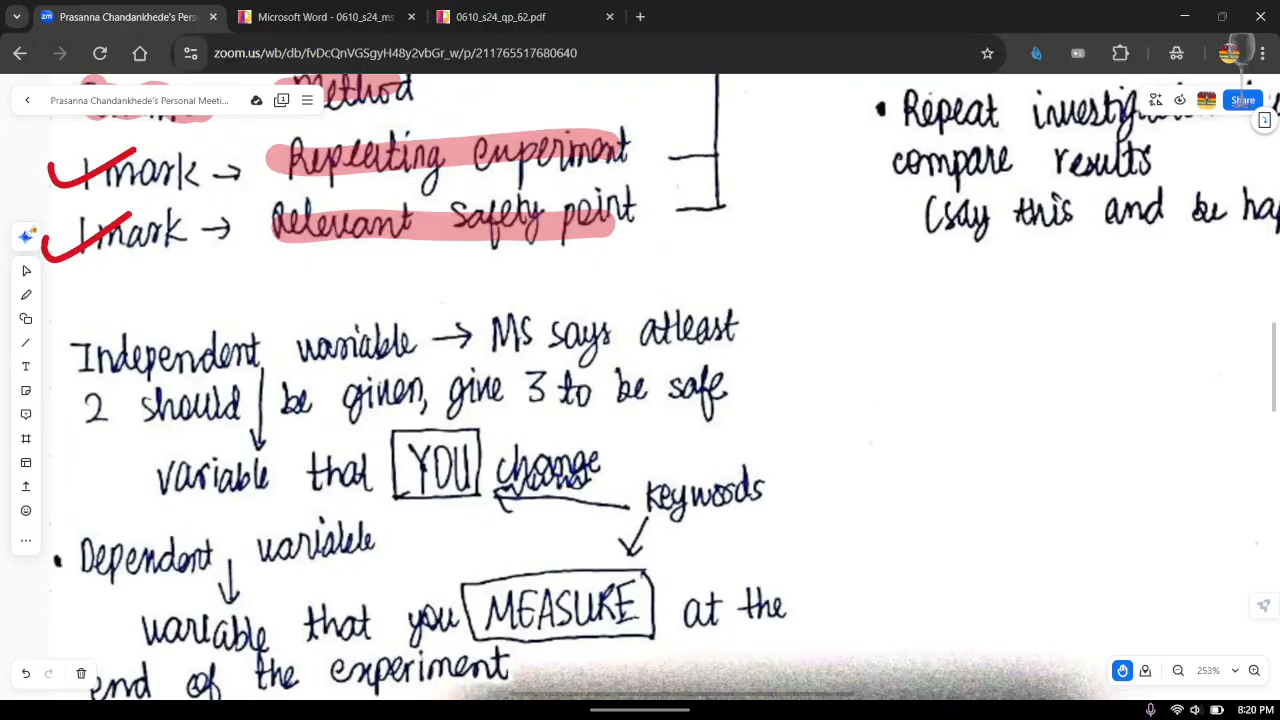 Prasanna Chandankhede's Pers
Microsoft Word - 0610_s24_ms
0610_s24_qp_62.pdf
zoom.us/wb/db/fvDcQnVGSgyH48y2vbGr_w/p/211765517680640
Prasanna Chandankhede's Personal Meeti...
Share
Method
1 mark → Repeating experiment
1 mark → Relevant safety point
• Repeat
compare results
(say this and be ha
Independent variable → MS says atleast
2 should be given, give 3 to be safe
variable that YOU change
keywords
• Dependent variable
variable that you MEASURE at the
end of the experiment
253%
8:20 PM